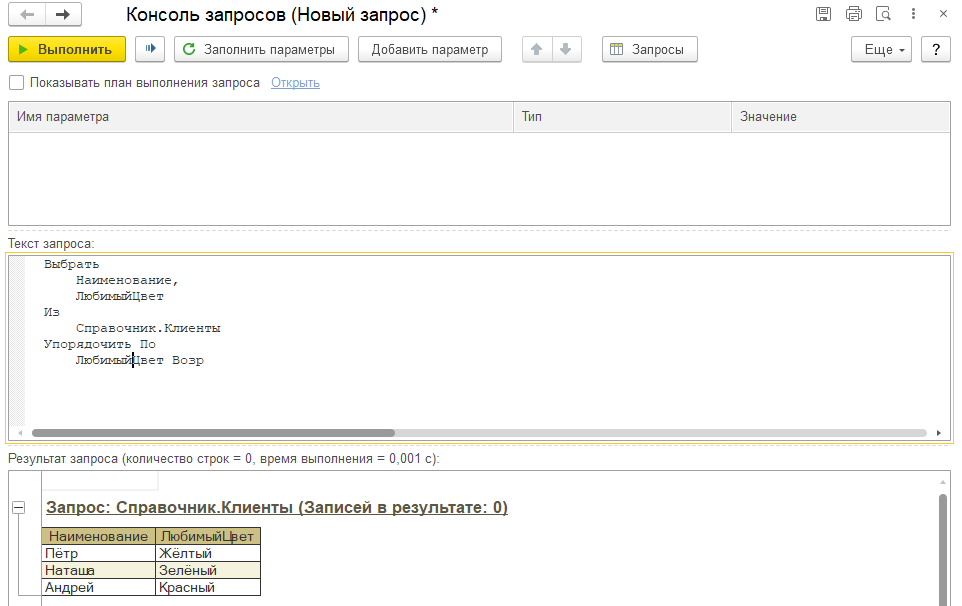 Консоль запросов (Новый запрос) *
Выполнить Заполнить параметры Добавить параметр Запросы Еще ?
Показывать план выполнения запроса Открыть
Имя параметра Тип Значение
Текст запроса:
Выбрать
Наименование,
ЛюбимыйЦвет
Из
Справочник.Клиенты
Упорядочить По
ЛюбимыйЦвет Возр
Результат запроса (количество строк = 0, время выполнения = 0,001 с):
Запрос: Справочник.Клиенты (Записей в результате: 0)
Наименование ЛюбимыйЦвет
Пётр Жёлтый
Наташа Зелёный
Андрей Красный